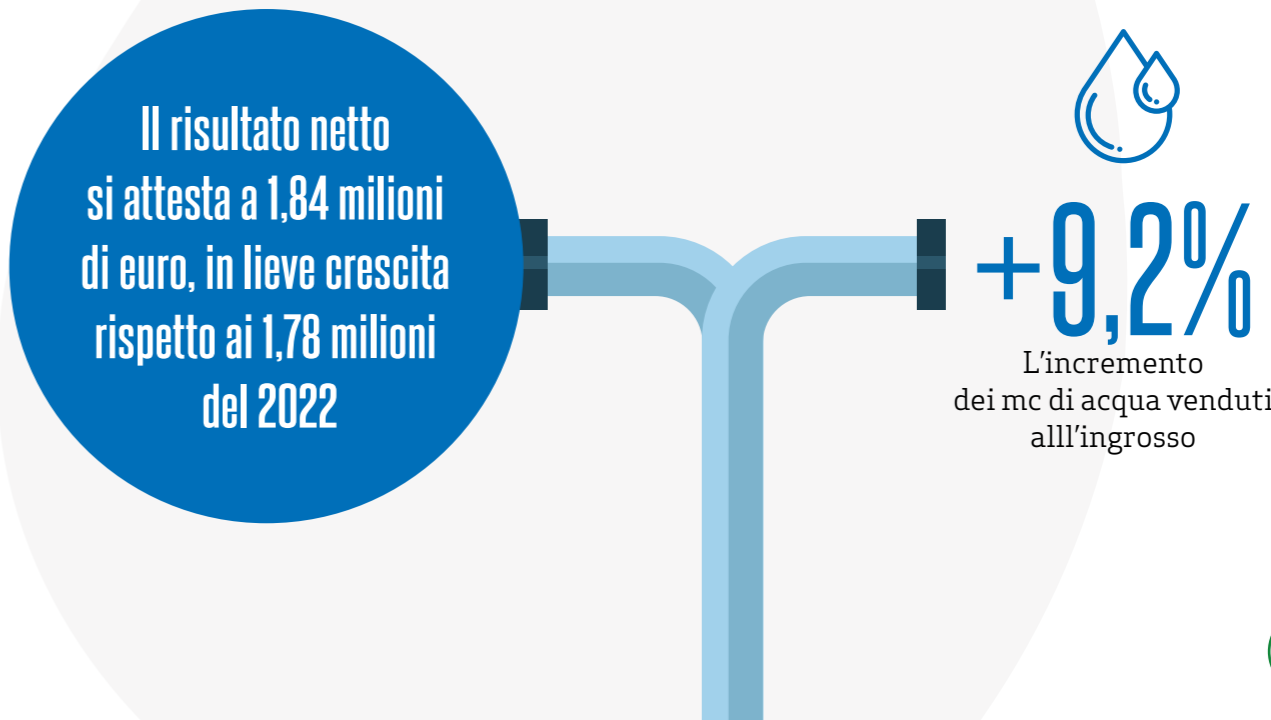 Il risultato netto
si attesta a 1,84 milioni
di euro, in lieve crescita
rispetto ai 1,78 milioni
del 2022
+9,2%
L’incremento
dei mc di acqua venduti
alll’ingrosso